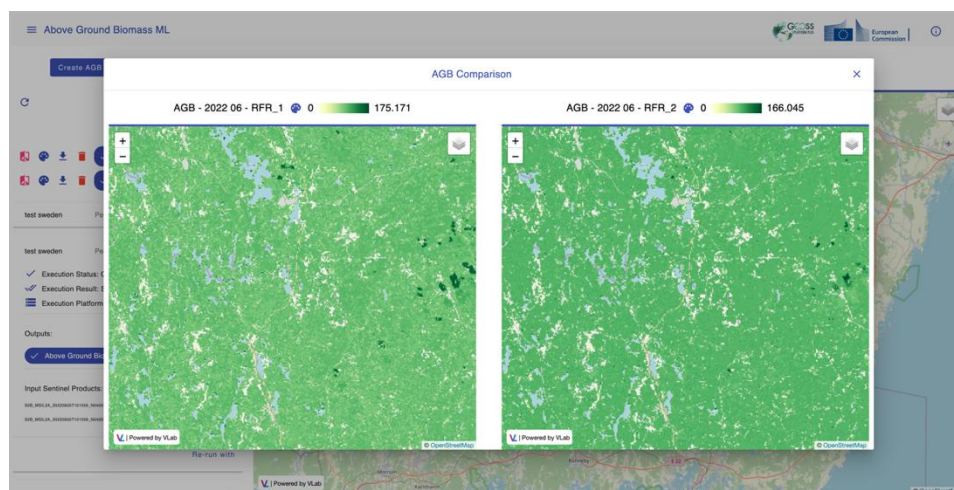 Above Ground Biomass ML
GEOSS
European
Commission
Create AGB
AGB Comparison
AGB - 2022 06 - RFR_1 0 175.171
AGB - 2022 06 - RFR_2 0 166.045
+
−
+
−
test sweden
test sweden
Execution Status:
Execution Result:
Execution Platform
Outputs:
Above Ground Bio
Input Sentinel Products:
Powered by VLab
© OpenStreetMap
Powered by VLab
© OpenStreetMap
Re-run with
Powered by VLab